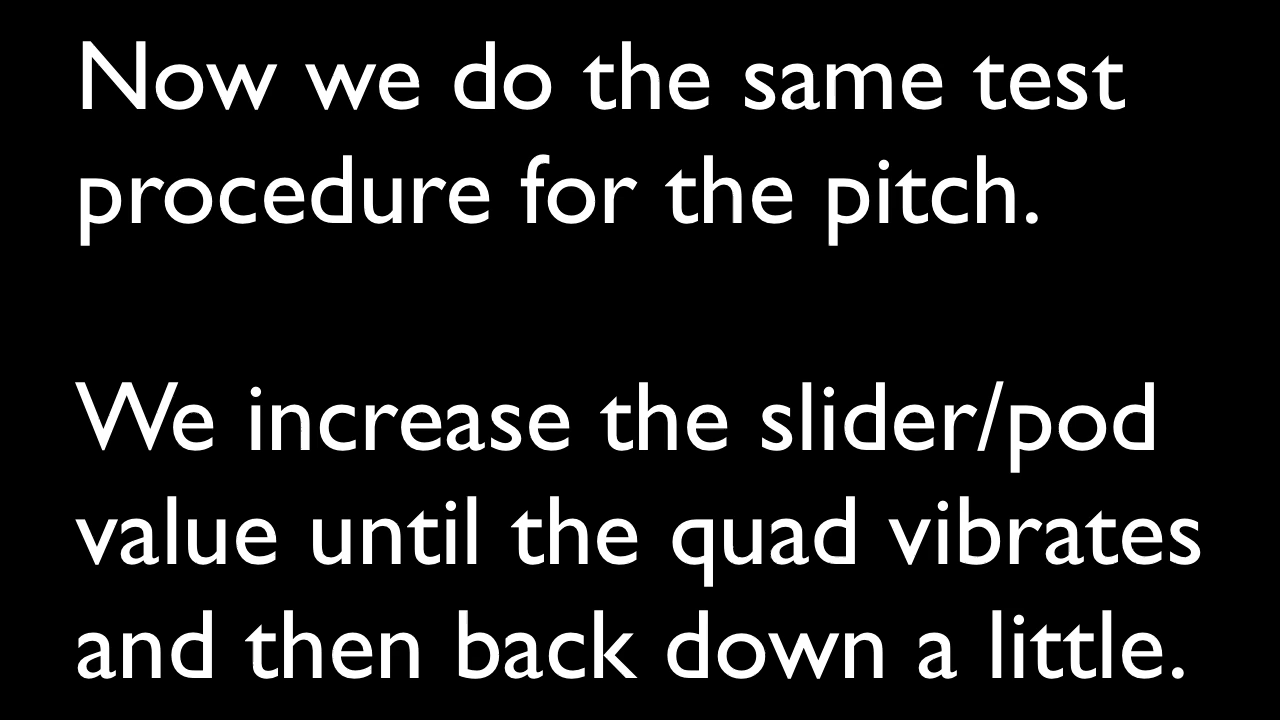 Now we do the same test
procedure for the pitch.
We increase the slider/pod
value until the quad vibrates
and then back down a little.